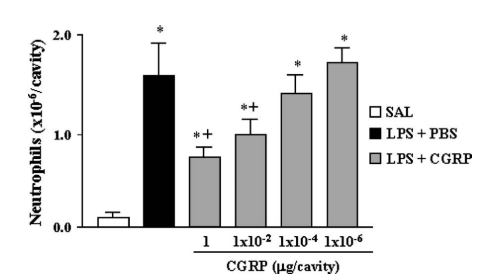 Neutrophils (x10⁻⁶/cavity)
2.0
1.0
0.0
*
*+
*+
*
*
SAL
LPS + PBS
LPS + CGRP
1 1x10⁻² 1x10⁻⁴ 1x10⁻⁶
CGRP (μg/cavity)